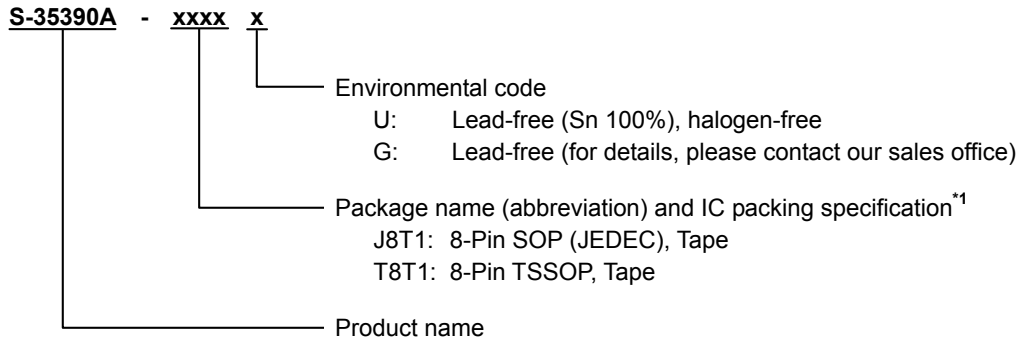 S-35390A - xxxx x
Environmental code
U: Lead-free (Sn 100%), halogen-free
G: Lead-free (for details, please contact our sales office)
Package name (abbreviation) and IC packing specification*1
J8T1: 8-Pin SOP (JEDEC), Tape
T8T1: 8-Pin TSSOP, Tape
Product name